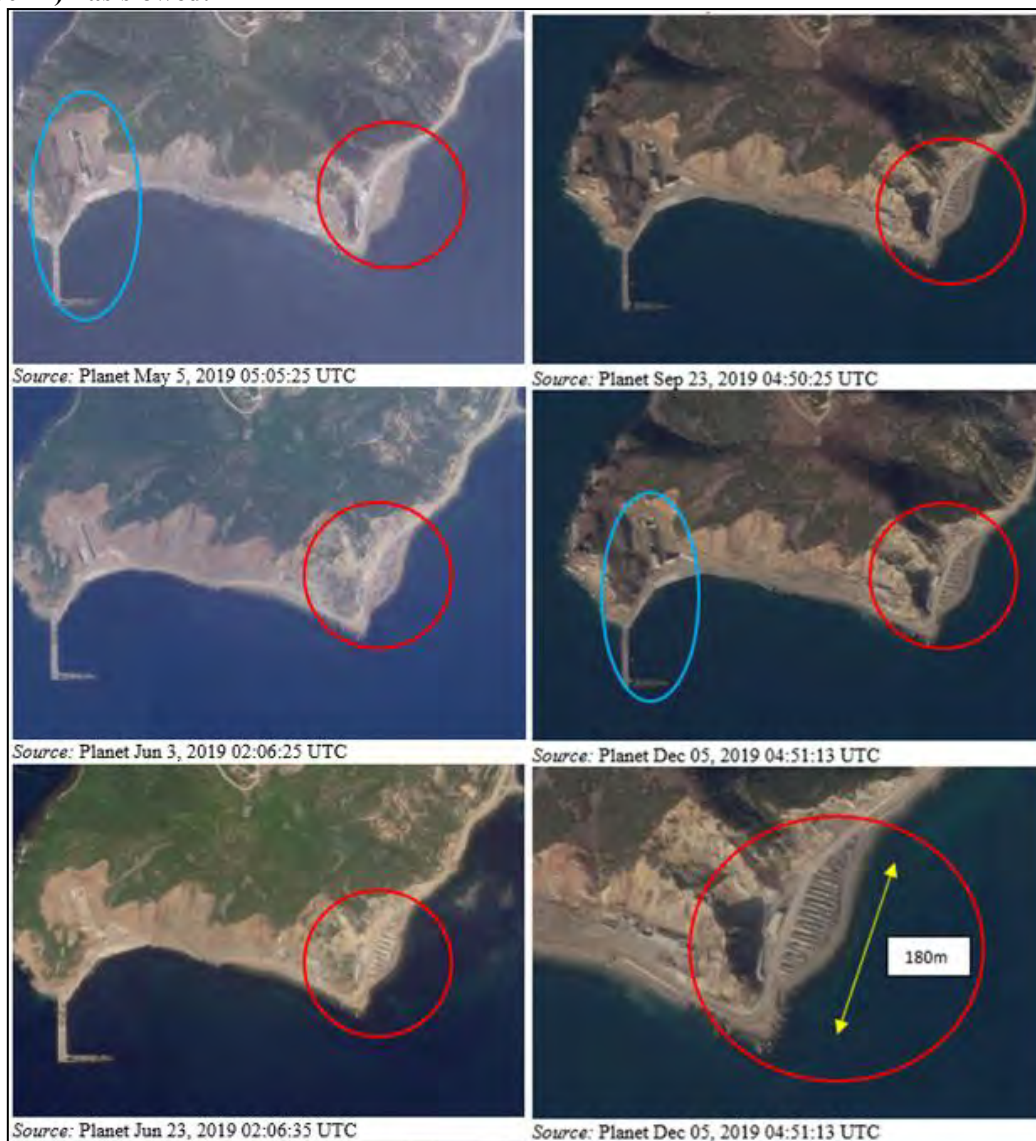 Source: Planet May 5, 2019 05:05:25 UTC
Source: Planet Sep 23, 2019 04:50:25 UTC
Source: Planet Jun 3, 2019 02:06:25 UTC
Source: Planet Dec 05, 2019 04:51:13 UTC
180m
Source: Planet Jun 23, 2019 02:06:35 UTC
Source: Planet Dec 05, 2019 04:51:13 UTC